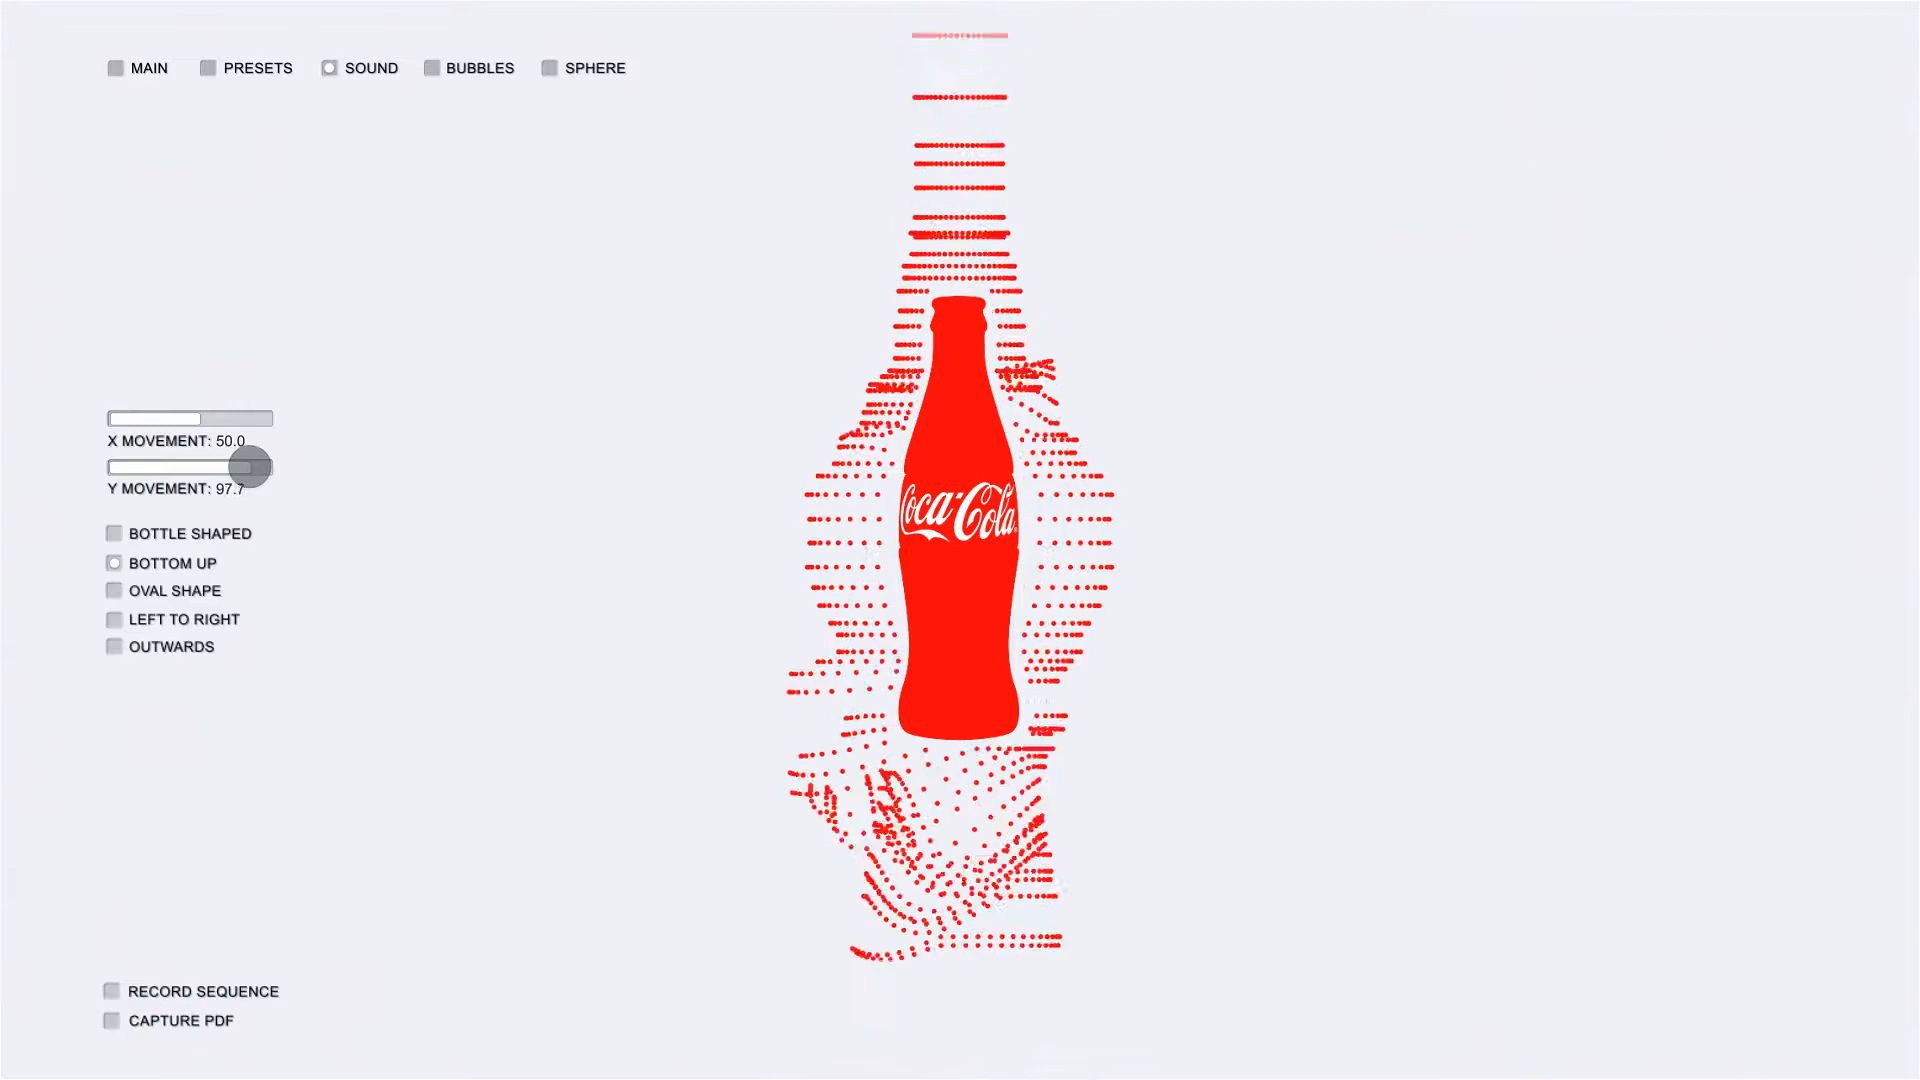 MAIN PRESETS SOUND BUBBLES SPHERE
X MOVEMENT: 50.0
Y MOVEMENT: 97.7
BOTTLE SHAPED
BOTTOM UP
OVAL SHAPE
LEFT TO RIGHT
OUTWARDS
Coca-Cola
RECORD SEQUENCE
CAPTURE PDF